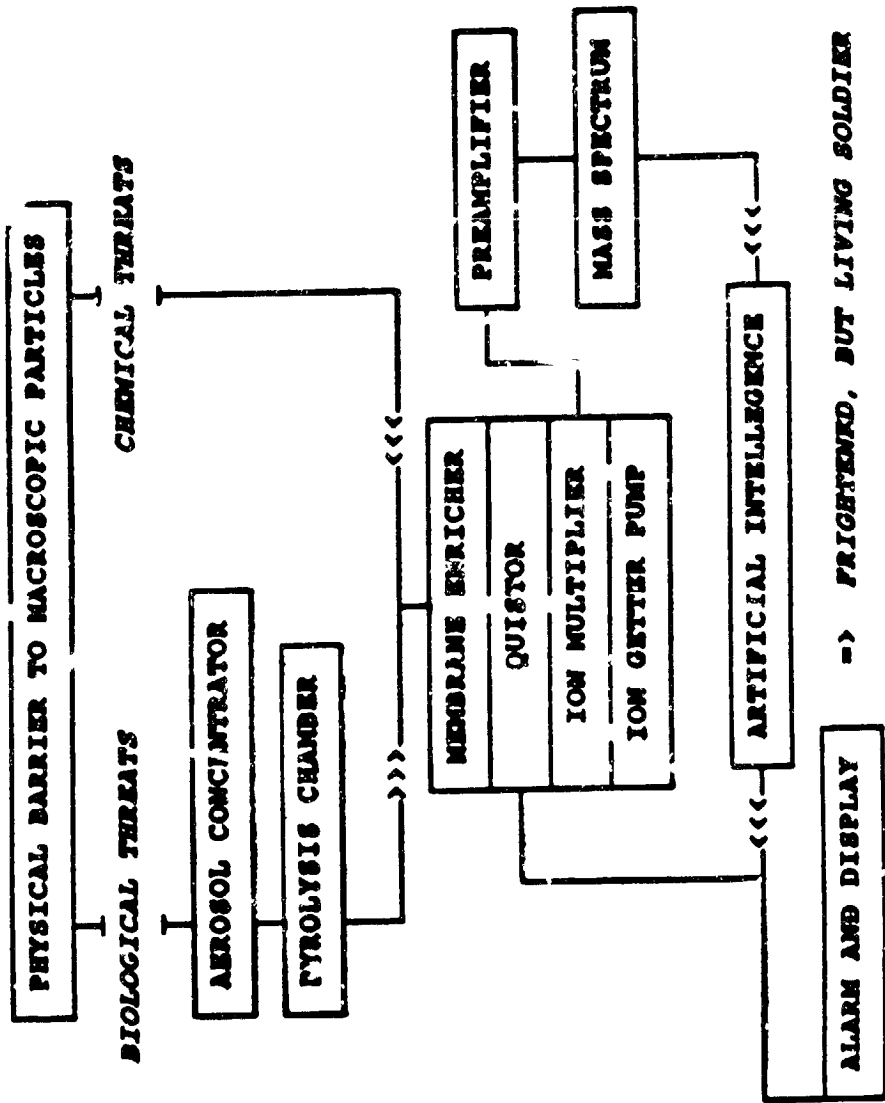 PHYSICAL BARRIER TO MACROSCOPIC PARTICLES
BIOLOGICAL THREATS
CHEMICAL THREATS
AEROSOL CONCENTRATOR
PYROLYSIS CHAMBER
>>>
<<<
MEMBRANE ENRICHER
QUISTOR
ION MULTIPLIER
ION GETTER PUMP
PREAMPLIFIER
MASS SPECTRUM
<<<
ARTIFICIAL INTELLEGENCE
<<<
ALARM AND DISPLAY
=> FRIGHTENED, BUT LIVING SOLDIER